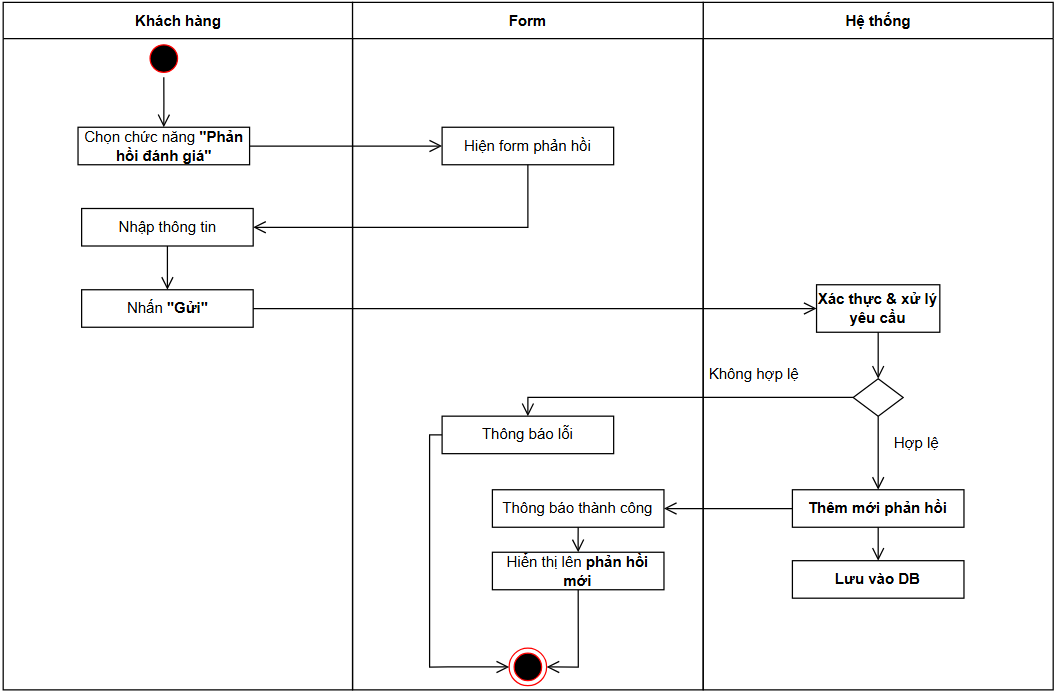 Khách hàng
Form
Hệ thống
Chọn chức năng "Phản
hồi đánh giá"
Hiện form phản hồi
Nhập thông tin
Nhấn "Gửi"
Xác thực & xử lý
yêu cầu
Không hợp lệ
Thông báo lỗi
Hợp lệ
Thông báo thành công
Thêm mới phản hồi
Hiển thị lên phản hồi
mới
Lưu vào DB